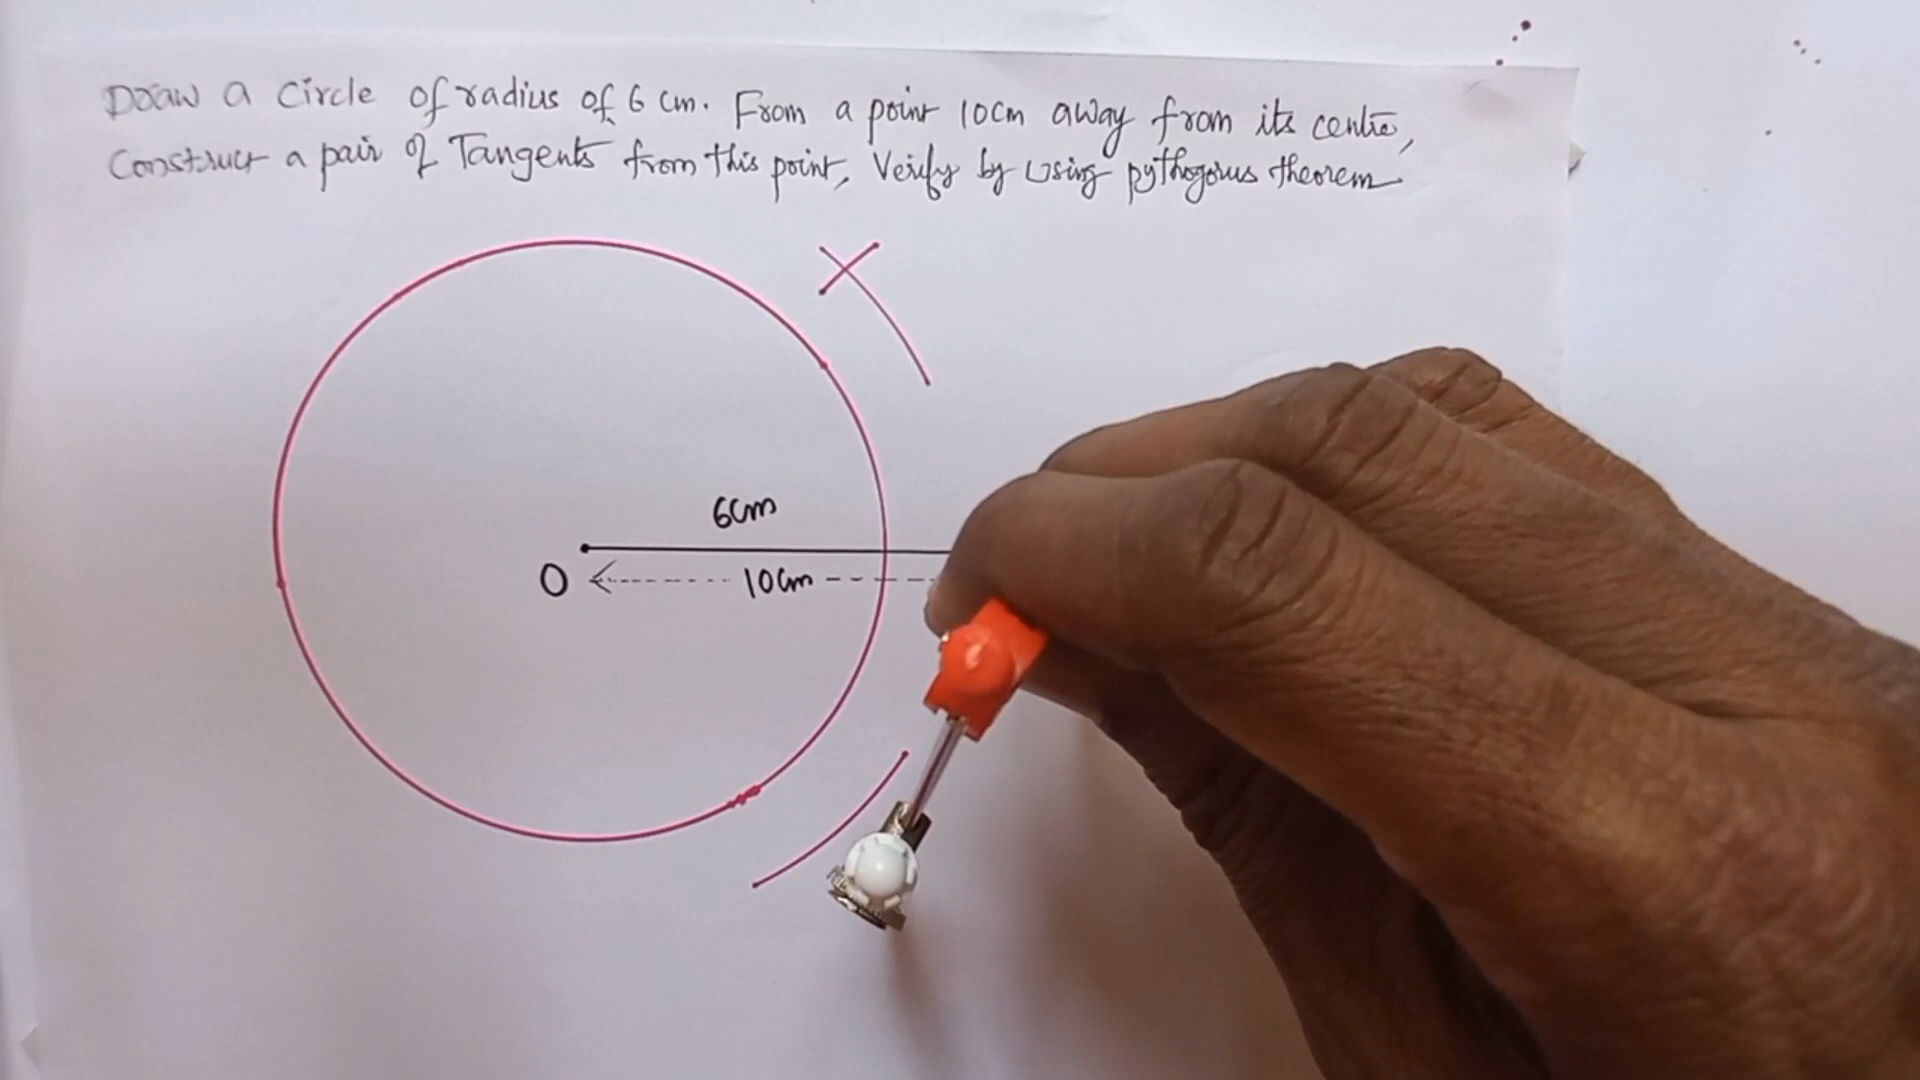 Draw a Circle of radius of 6 cm. From a point 10cm away from its centre,
Construct a pair of Tangents from this point, Verify by Using pythogorus theorem
6cm
O
10cm